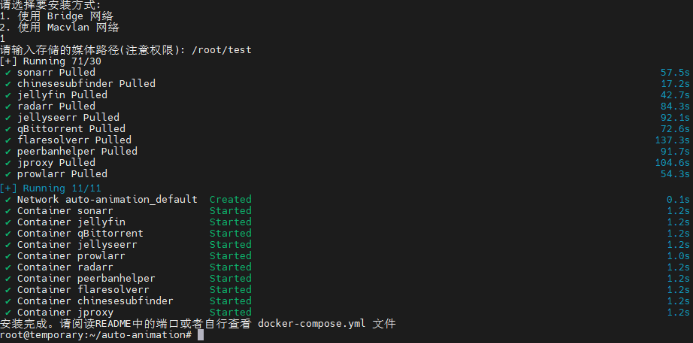 请选择要安装方式:
1. 使用 Bridge 网络
2. 使用 Macvlan 网络
1
请输入存储的媒体路径(注意权限): /root/test
[+] Running 71/30
✔ sonarr Pulled 57.5s
✔ chinesesubfinder Pulled 17.2s
✔ jellyfin Pulled 42.7s
✔ radarr Pulled 84.3s
✔ jellyseerr Pulled 92.1s
✔ qBittorrent Pulled 72.6s
✔ flaresolverr Pulled 137.3s
✔ peerbanhelper Pulled 91.7s
✔ jproxy Pulled 104.6s
✔ prowlarr Pulled 54.3s
[+] Running 11/11
✔ Network auto-animation_default Created 0.1s
✔ Container sonarr Started 1.2s
✔ Container jellyfin Started 1.2s
✔ Container qBittorrent Started 1.2s
✔ Container jellyseerr Started 1.2s
✔ Container prowlarr Started 1.0s
✔ Container radarr Started 1.2s
✔ Container peerbanhelper Started 1.2s
✔ Container flaresolverr Started 1.2s
✔ Container chinesesubfinder Started 1.2s
✔ Container jproxy Started 1.2s
安装完成。请阅读README中的端口或者自行查看 docker-compose.yml 文件
root@temporary:~/auto-animation#